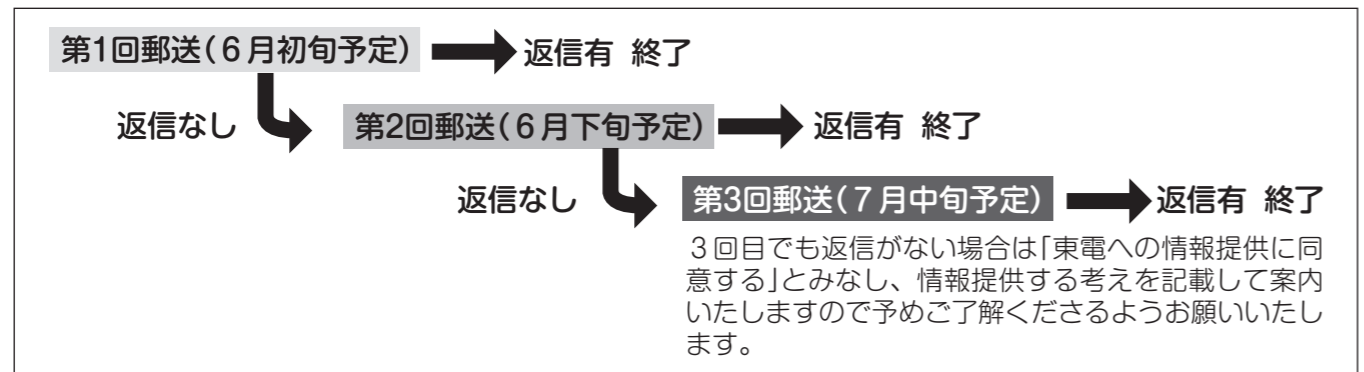 第1回郵送(6月初旬予定) 返信有 終了
返信なし 第2回郵送(6月下旬予定) 返信有 終了
返信なし 第3回郵送(7月中旬予定) 返信有 終了
3回目でも返信がない場合は「東電への情報提供に同
意する」とみなし、情報提供する考えを記載して案内
いたしますので予めご了解くださるようお願いいたし
ます。